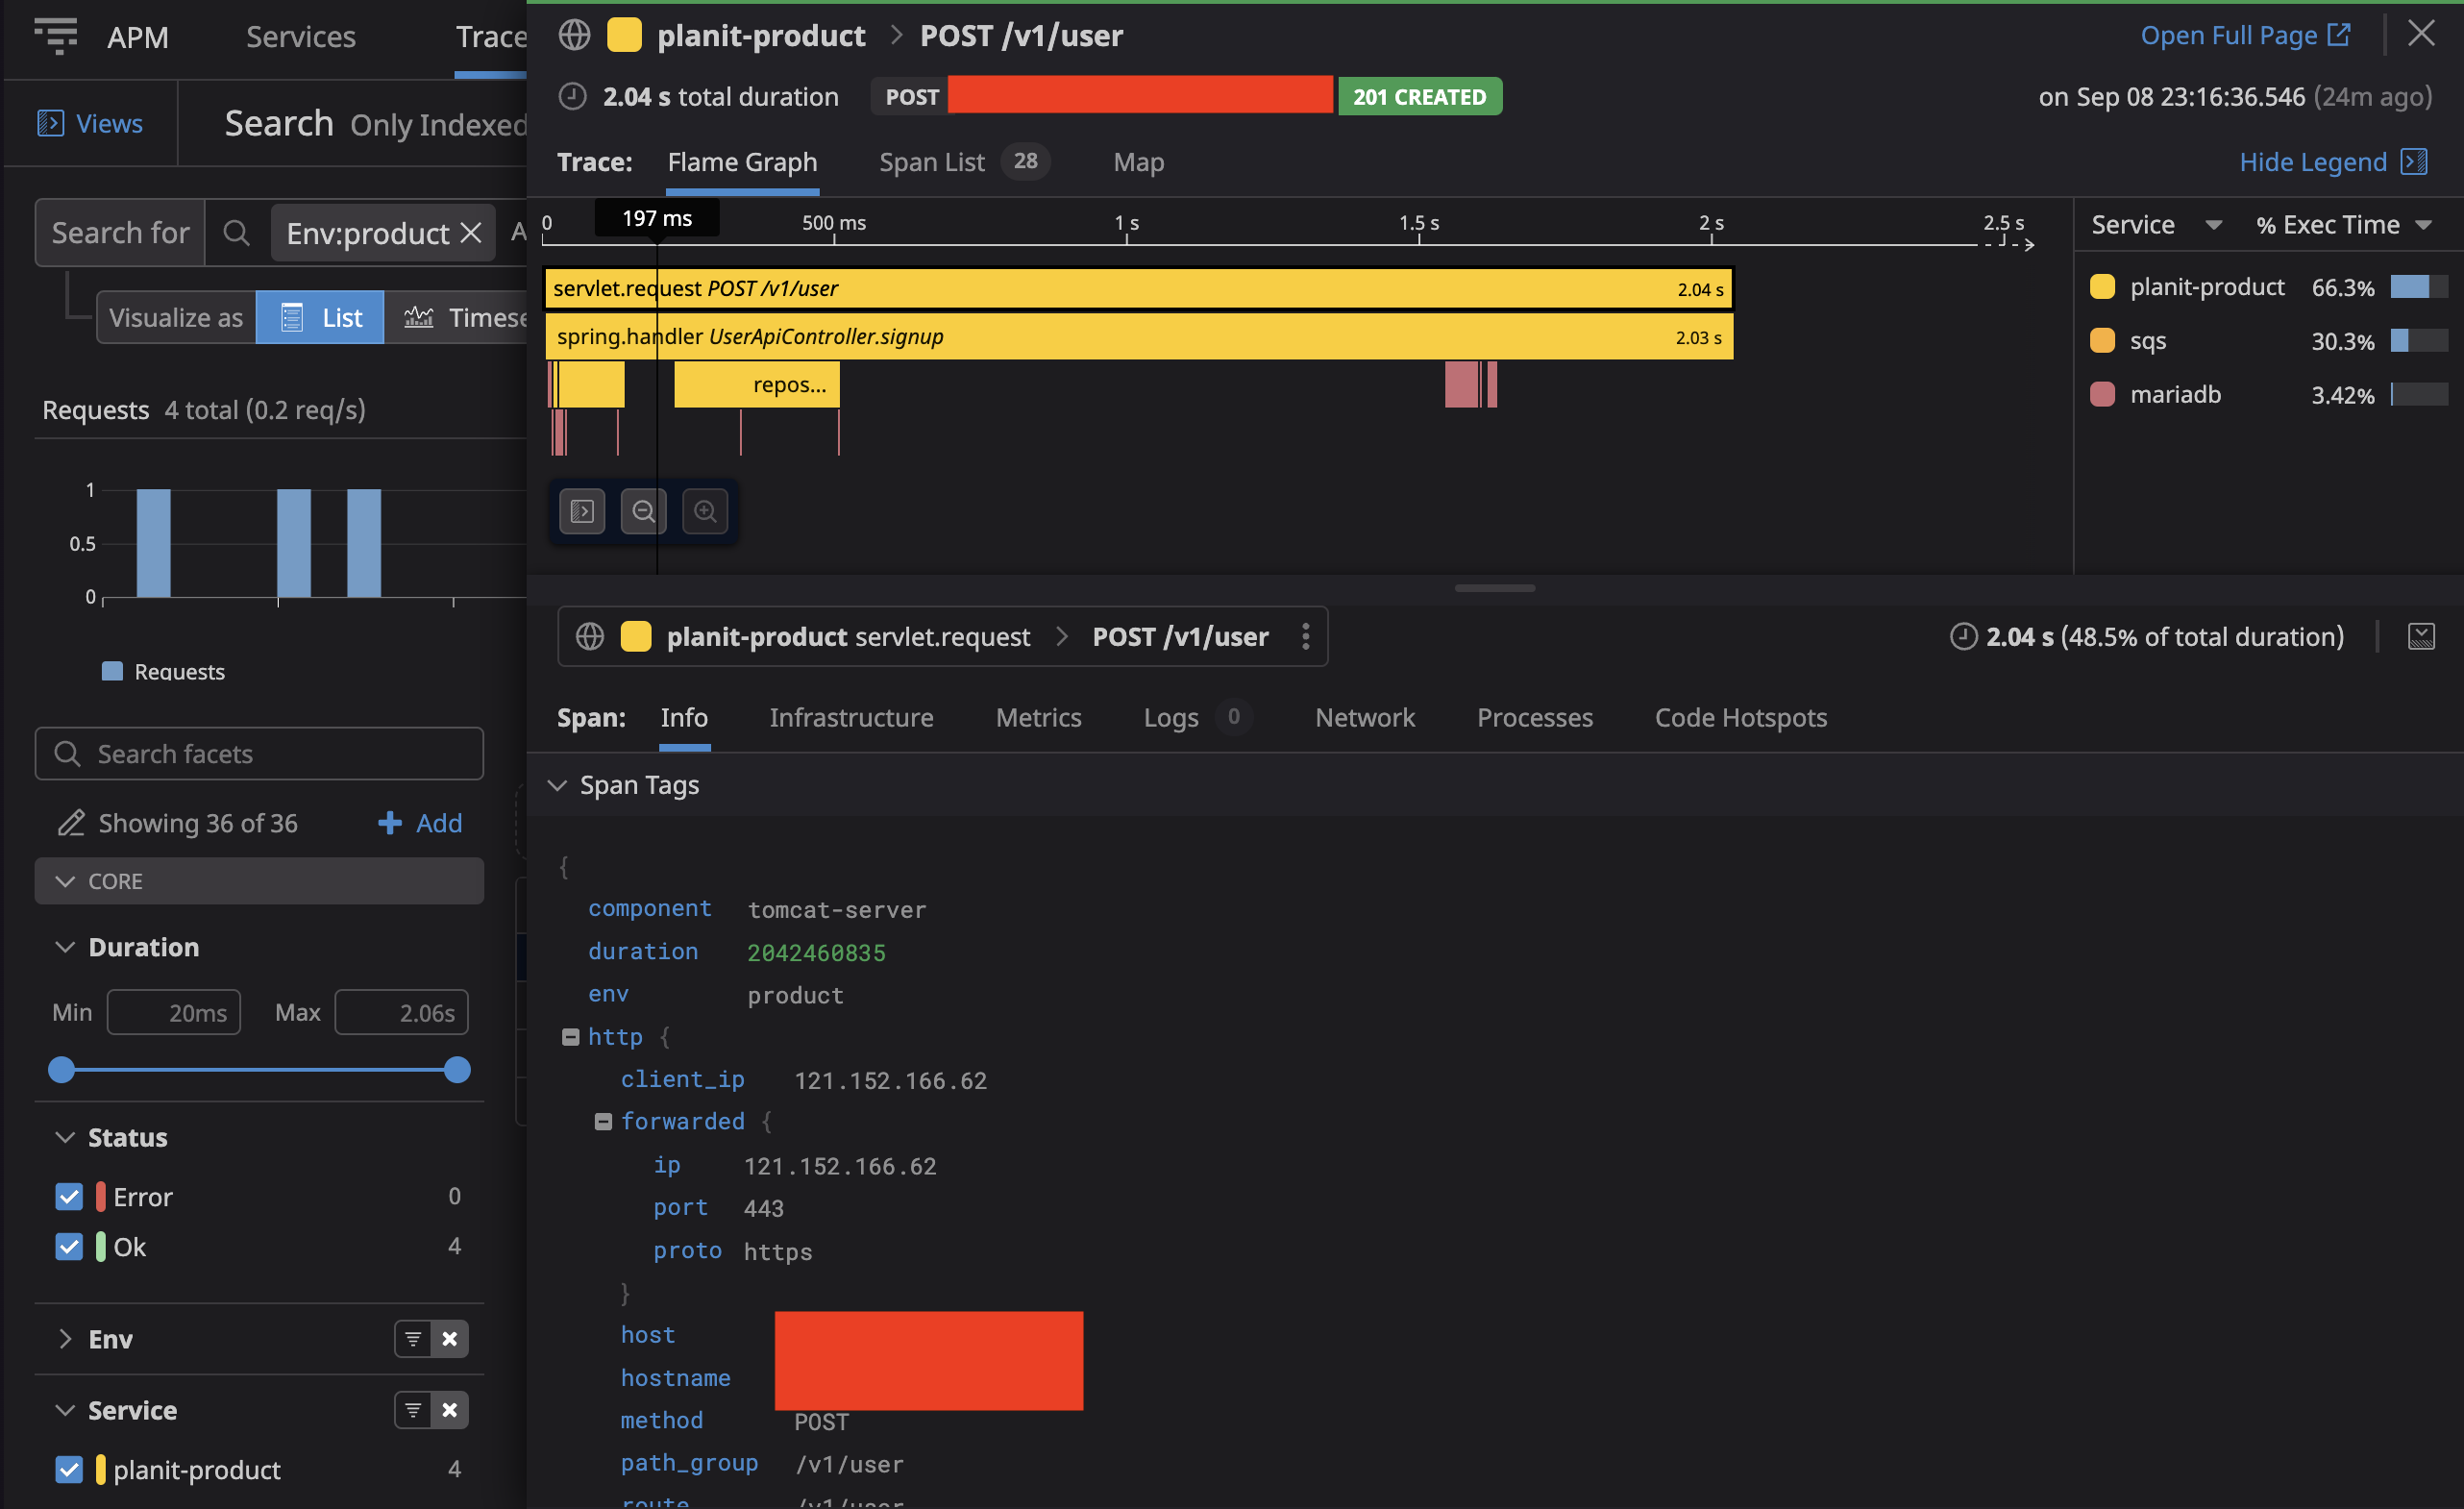 APM Services Trace
Views
Search Only Indexed
Search for Env:product A
Visualize as List Timese
Requests 4 total (0.2 req/s)
1
0.5
0
Requests
Search facets
Showing 36 of 36 Add
CORE
Duration
Min 20ms Max 2.06s
Status
Error 0
Ok 4
Env
Service
planit-product 4
planit-product POST /v1/user
Open Full Page
2.04 s total duration POST 201 CREATED
on Sep 08 23:16:36.546 (24m ago)
Trace: Flame Graph Span List 28 Map
Hide Legend
0 197 ms 500 ms 1 s 1.5 s 2 s 2.5 s
servlet.request POST /v1/user 2.04 s
spring.handler UserApiController.signup 2.03 s
repos...
Service % Exec Time
planit-product 66.3%
sqs 30.3%
mariadb 3.42%
planit-product servlet.request POST /v1/user
2.04 s (48.5% of total duration)
Span: Info Infrastructure Metrics Logs 0 Network Processes Code Hotspots
Span Tags
{
component tomcat-server
duration 2042460835
env product
http {
client_ip 121.152.166.62
forwarded {
ip 121.152.166.62
port 443
proto https
}
host
hostname
method POST
path_group /v1/user
route /v1/user